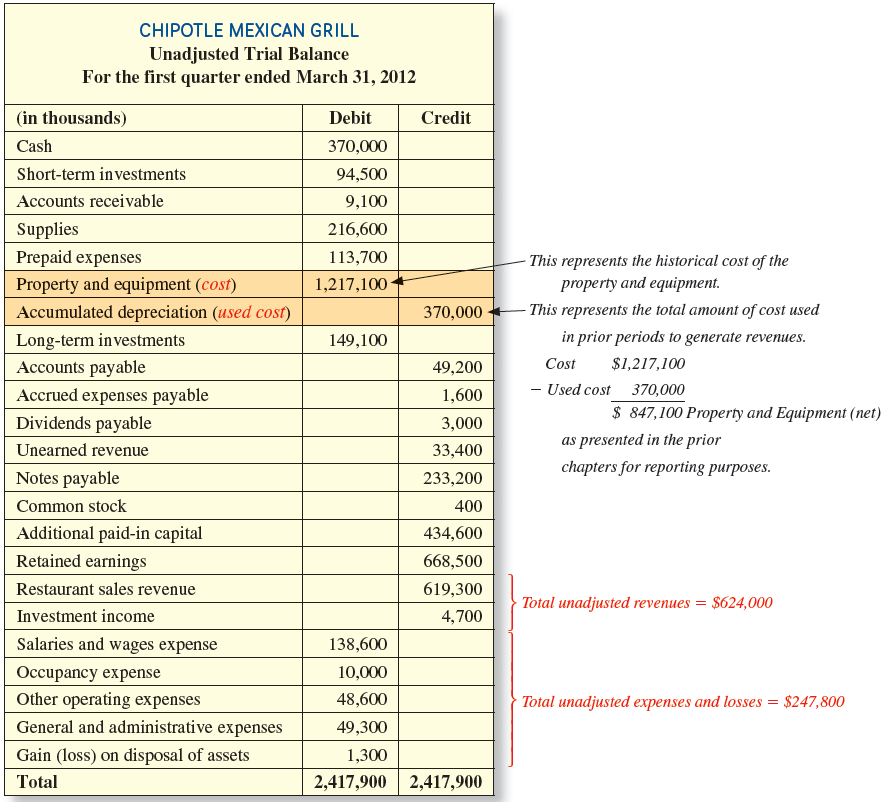 CHIPOTLE MEXICAN GRILL
Unadjusted Trial Balance
For the first quarter ended March 31, 2012
(in thousands) Debit Credit
Cash 370,000
Short-term investments 94,500
Accounts receivable 9,100
Supplies 216,600
Prepaid expenses 113,700
Property and equipment (cost) 1,217,100
Accumulated depreciation (used cost) 370,000
Long-term investments 149,100
Accounts payable 49,200
Accrued expenses payable 1,600
Dividends payable 3,000
Unearned revenue 33,400
Notes payable 233,200
Common stock 400
Additional paid-in capital 434,600
Retained earnings 668,500
Restaurant sales revenue 619,300
Investment income 4,700
Salaries and wages expense 138,600
Occupancy expense 10,000
Other operating expenses 48,600
General and administrative expenses 49,300
Gain (loss) on disposal of assets 1,300
Total 2,417,900 2,417,900
This represents the historical cost of the
property and equipment.
This represents the total amount of cost used
in prior periods to generate revenues.
Cost $1,217,100
− Used cost 370,000
$ 847,100 Property and Equipment (net)
as presented in the prior
chapters for reporting purposes.
Total unadjusted revenues = $624,000
Total unadjusted expenses and losses = $247,800